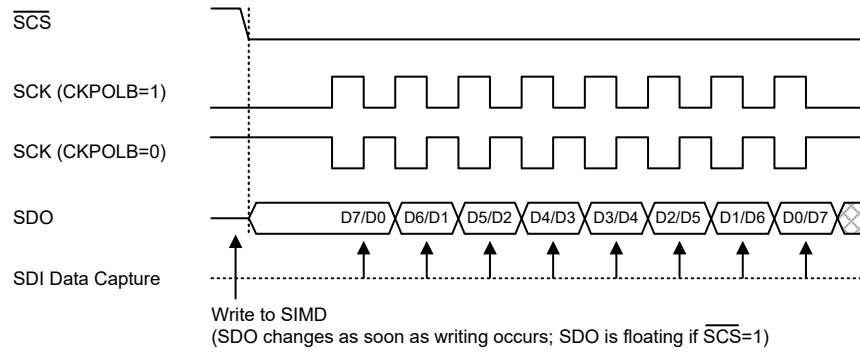 SCS
SCK (CKPOLB=1)
SCK (CKPOLB=0)
SDO D7/D0 D6/D1 D5/D2 D4/D3 D3/D4 D2/D5 D1/D6 D0/D7
SDI Data Capture
Write to SIMD
(SDO changes as soon as writing occurs; SDO is floating if SCS=1)